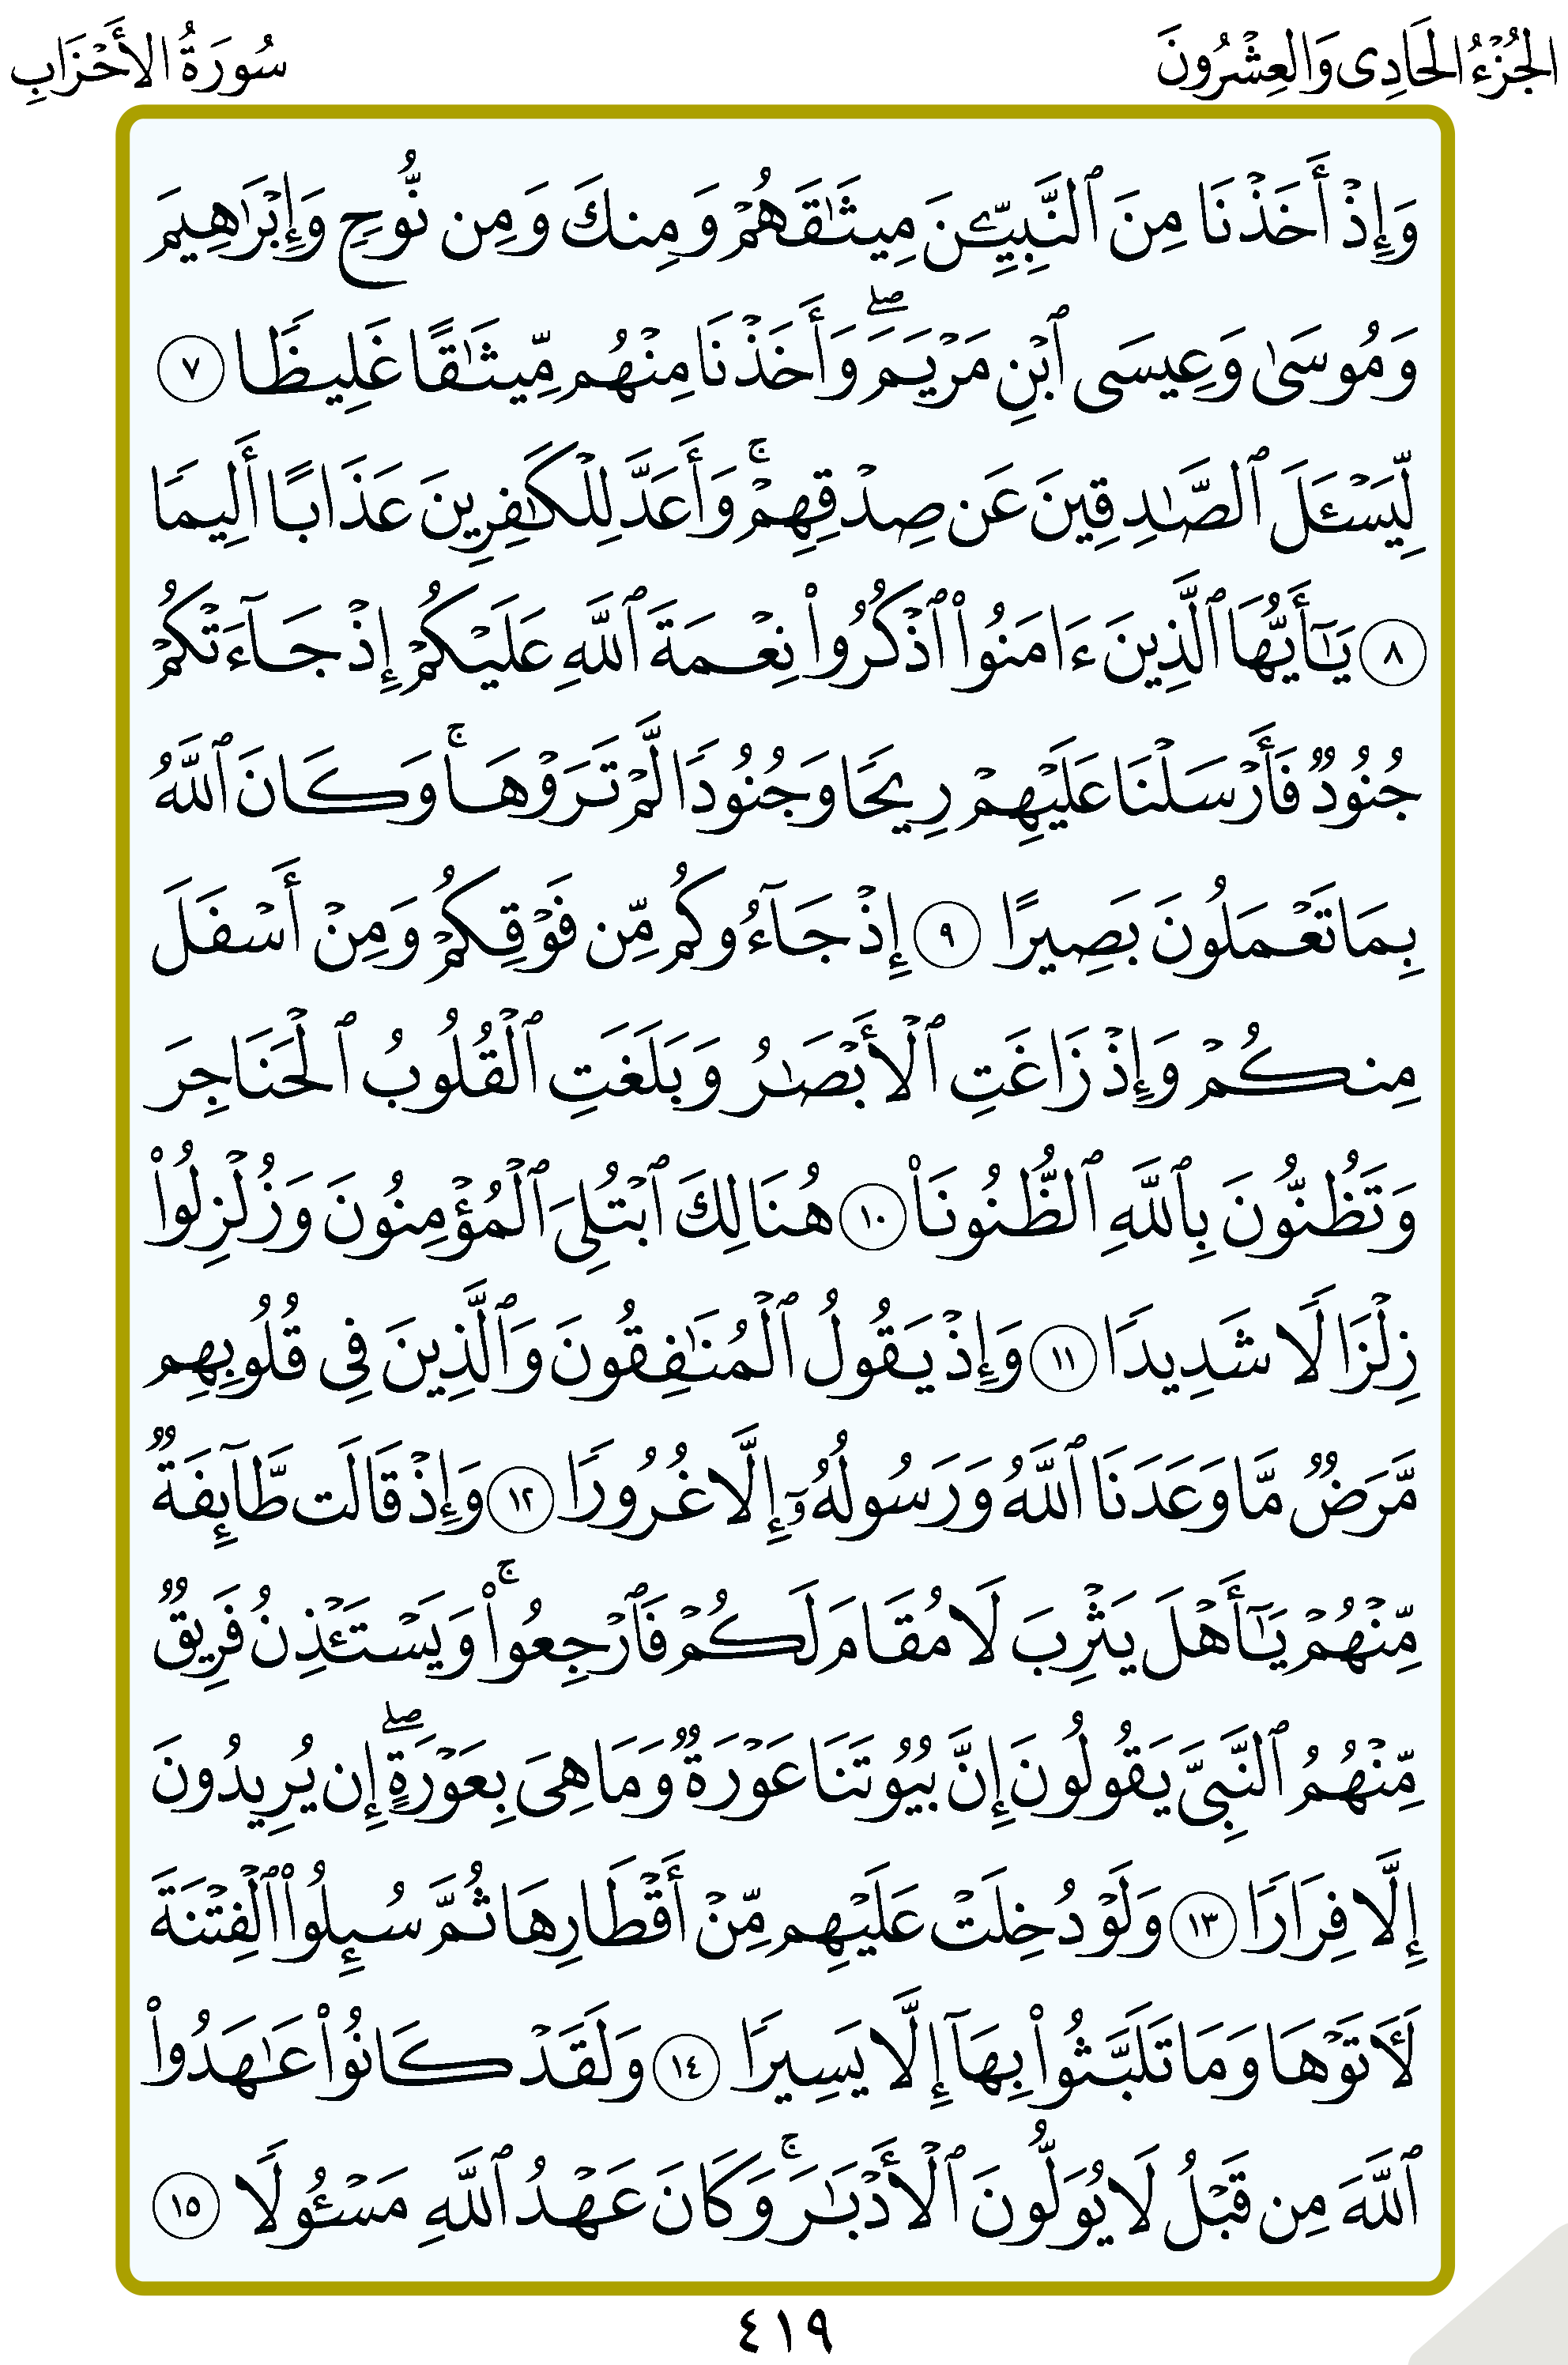 الجُزْءُ الحَادِى وَالعِشْرُونَ
سُورَةُ الأَحْزَابِ
وَإِذْ أَخَذْنَا مِنَ ٱلنَّبِيِّـۧنَ مِيثَـٰقَهُمْ وَمِنكَ وَمِن نُّوحٍ وَإِبْرَٰهِيمَ
وَمُوسَىٰ وَعِيسَى ٱبْنِ مَرْيَمَ ۖ وَأَخَذْنَا مِنْهُم مِّيثَـٰقًا غَلِيظًا ٧
لِّيَسْـَٔلَ ٱلصَّـٰدِقِينَ عَن صِدْقِهِمْ ۚ وَأَعَدَّ لِلْكَـٰفِرِينَ عَذَابًا أَلِيمًا
٨ يَـٰٓأَيُّهَا ٱلَّذِينَ ءَامَنُوا۟ ٱذْكُرُوا۟ نِعْمَةَ ٱللَّهِ عَلَيْكُمْ إِذْ جَآءَتْكُمْ
جُنُودٌ فَأَرْسَلْنَا عَلَيْهِمْ رِيحًا وَجُنُودًا لَّمْ تَرَوْهَا ۚ وَكَانَ ٱللَّهُ
بِمَا تَعْمَلُونَ بَصِيرًا ٩ إِذْ جَآءُوكُم مِّن فَوْقِكُمْ وَمِنْ أَسْفَلَ
مِنكُمْ وَإِذْ زَاغَتِ ٱلْأَبْصَـٰرُ وَبَلَغَتِ ٱلْقُلُوبُ ٱلْحَنَاجِرَ
وَتَظُنُّونَ بِٱللَّهِ ٱلظُّنُونَا۠ ١٠ هُنَالِكَ ٱبْتُلِىَ ٱلْمُؤْمِنُونَ وَزُلْزِلُوا۟
زِلْزَالًا شَدِيدًا ١١ وَإِذْ يَقُولُ ٱلْمُنَـٰفِقُونَ وَٱلَّذِينَ فِى قُلُوبِهِم
مَّرَضٌ مَّا وَعَدَنَا ٱللَّهُ وَرَسُولُهُۥٓ إِلَّا غُرُورًا ١٢ وَإِذْ قَالَت طَّآئِفَةٌ
مِّنْهُمْ يَـٰٓأَهْلَ يَثْرِبَ لَا مُقَامَ لَكُمْ فَٱرْجِعُوا۟ ۚ وَيَسْتَـْٔذِنُ فَرِيقٌ
مِّنْهُمُ ٱلنَّبِىَّ يَقُولُونَ إِنَّ بُيُوتَنَا عَوْرَةٌ وَمَا هِىَ بِعَوْرَةٍ ۖ إِن يُرِيدُونَ
إِلَّا فِرَارًا ١٣ وَلَوْ دُخِلَتْ عَلَيْهِم مِّنْ أَقْطَارِهَا ثُمَّ سُئِلُوا۟ ٱلْفِتْنَةَ
لَـَٔاتَوْهَا وَمَا تَلَبَّثُوا۟ بِهَآ إِلَّا يَسِيرًا ١٤ وَلَقَدْ كَانُوا۟ عَـٰهَدُوا۟
ٱللَّهَ مِن قَبْلُ لَا يُوَلُّونَ ٱلْأَدْبَـٰرَ ۚ وَكَانَ عَهْدُ ٱللَّهِ مَسْـُٔولًا ١٥
٤١٩